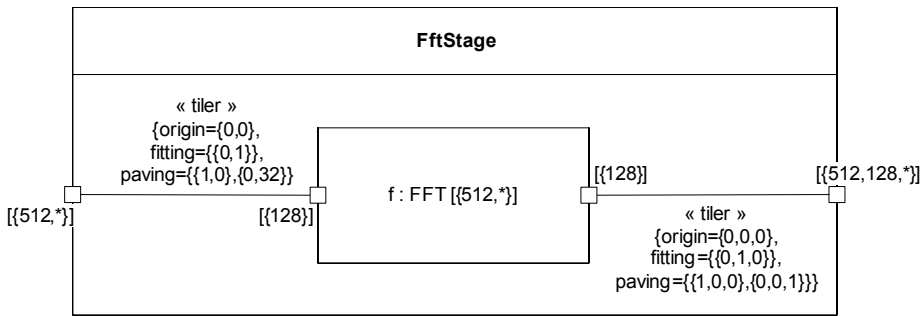 FftStage
« tiler »
{origin={0,0},
fitting={{0,1}},
paving={{1,0},{0,32}}
[{512,*}]
[{128}]
f : FFT [{512,*}]
[{128}]
[{512,128,*}]
« tiler »
{origin={0,0,0},
fitting={{0,1,0}},
paving={{1,0,0},{0,0,1}}}